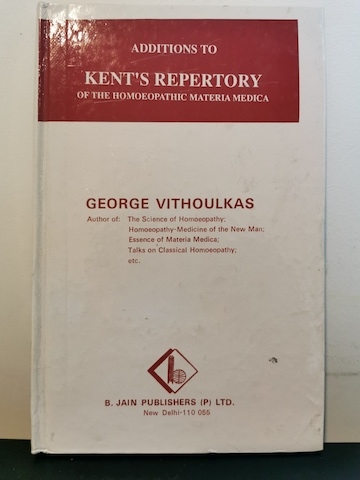 ADDITIONS TO
KENT'S REPERTORY
OF THE HOMOEOPATHIC MATERIA MEDICA
GEORGE VITHOULKAS
Author of: The Science of Homoeopathy;
Homoeopathy-Medicine of the New Man;
Essence of Materia Medica;
Talks on Classical Homoeopathy;
etc.
B. JAIN PUBLISHERS (P) LTD.
New Delhi-110 055